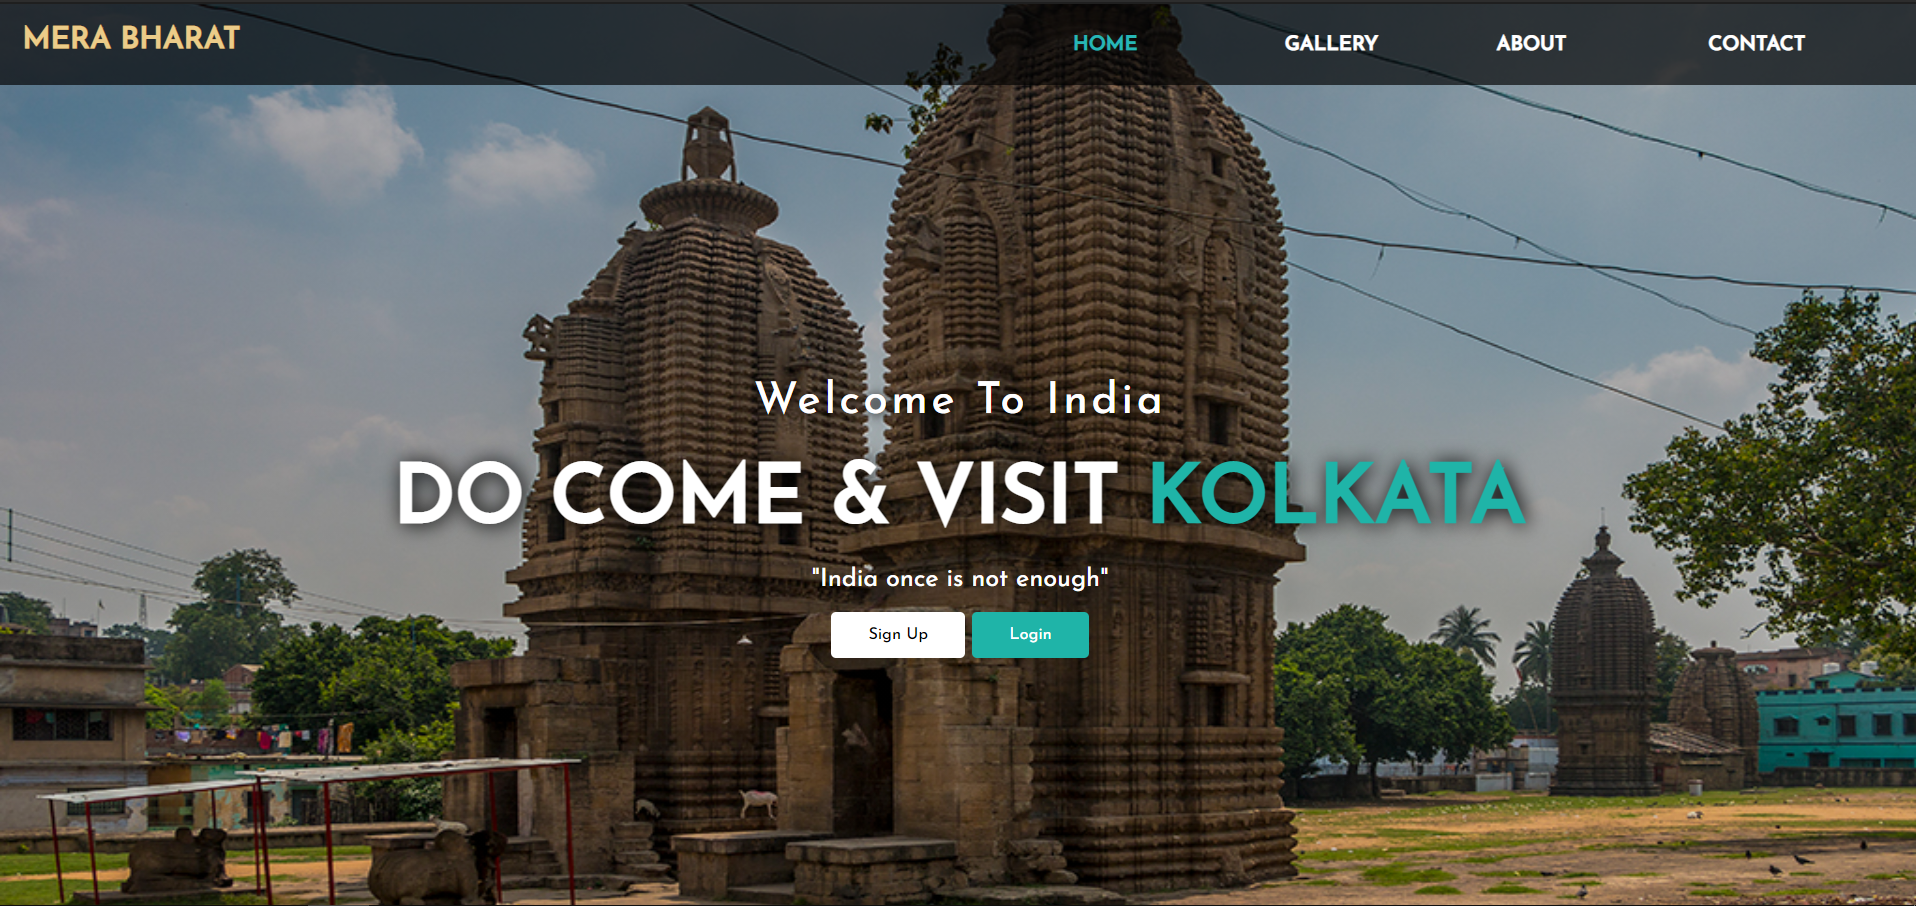 MERA BHARAT
HOME GALLERY ABOUT CONTACT
Welcome To India
DO COME & VISIT KOLKATA
"India once is not enough"
Sign Up Login